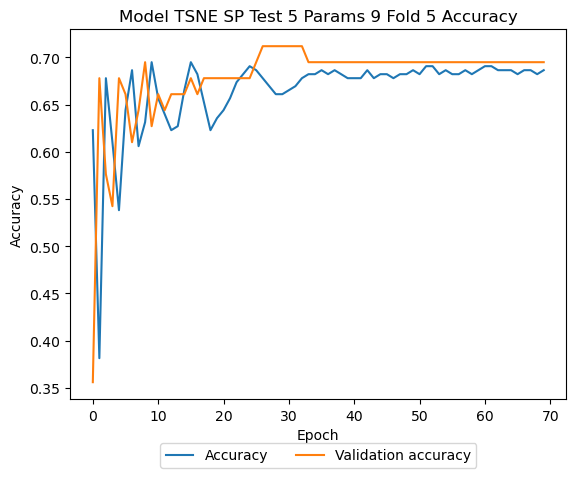 Model TSNE SP Test 5 Params 9 Fold 5 Accuracy
Accuracy
0.70
0.65
0.60
0.55
0.50
0.45
0.40
0.35
0 10 20 30 40 50 60 70
Epoch
Accuracy Validation accuracy